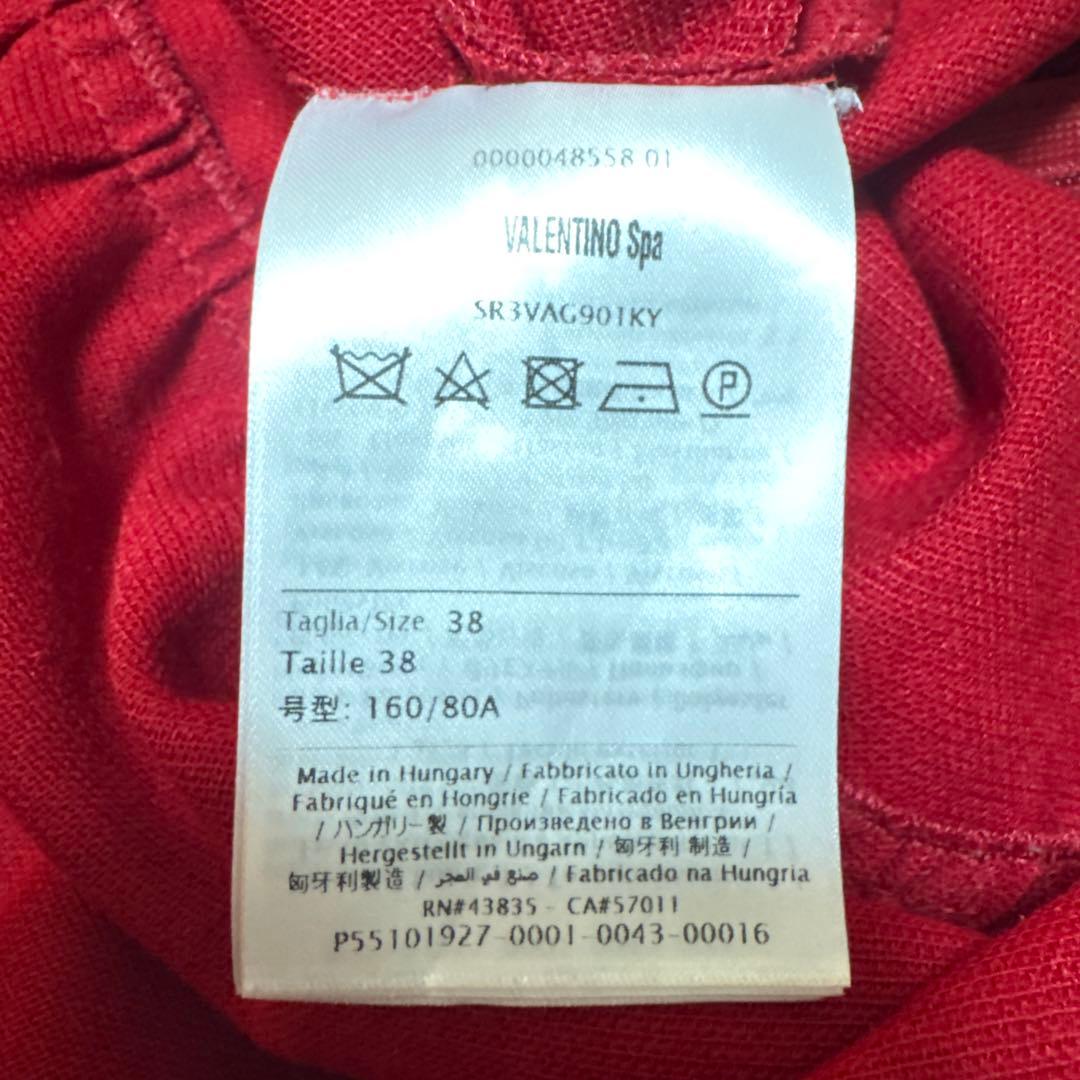 0000048558 01
VALENTINO Spa
SR3VAG901KY
P
Taglia/Size 38
Taille 38
号型: 160/80A
Made in Hungary / Fabbricato in Ungheria /
Fabriqué en Hongrie / Fabricado en Hungría
/ ハンガリー製 / Произведено в Венгрии /
Hergestellt in Ungarn / 匈牙利 制造 /
匈牙利製造 / صنع في المجر / Fabricado na Hungria
RN#43835 - CA#57011
P55101927-0001-0043-00016